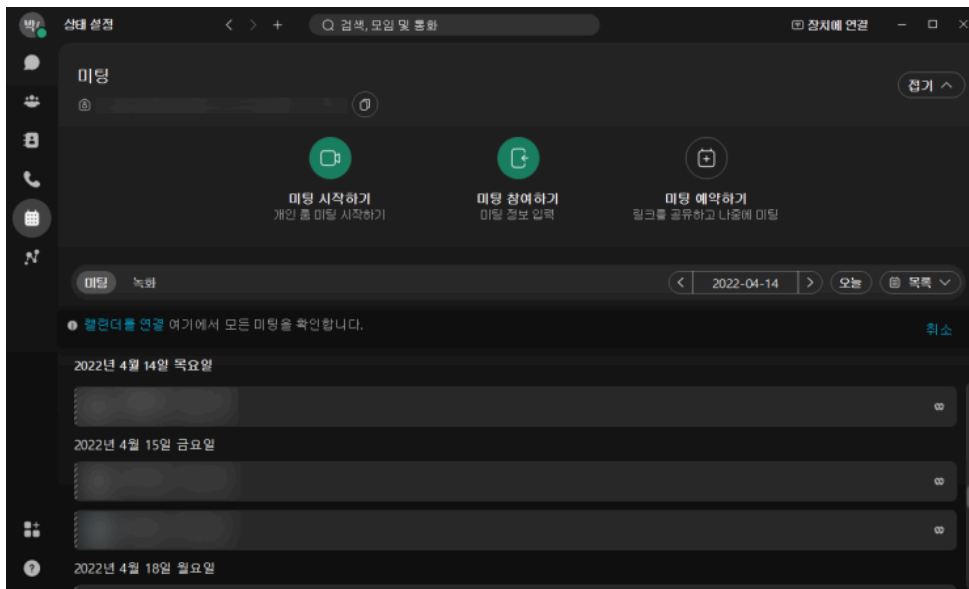 상태 설정
검색, 모임 및 통화
장치에 연결
미팅
접기
미팅 시작하기
개인 룸 미팅 시작하기
미팅 참여하기
미팅 정보 입력
미팅 예약하기
링크를 공유하고 나중에 미팅
미팅 녹화
2022-04-14
오늘
목록
캘린더를 연결 여기에서 모든 미팅을 확인합니다.
취소
2022년 4월 14일 목요일
2022년 4월 15일 금요일
2022년 4월 18일 월요일